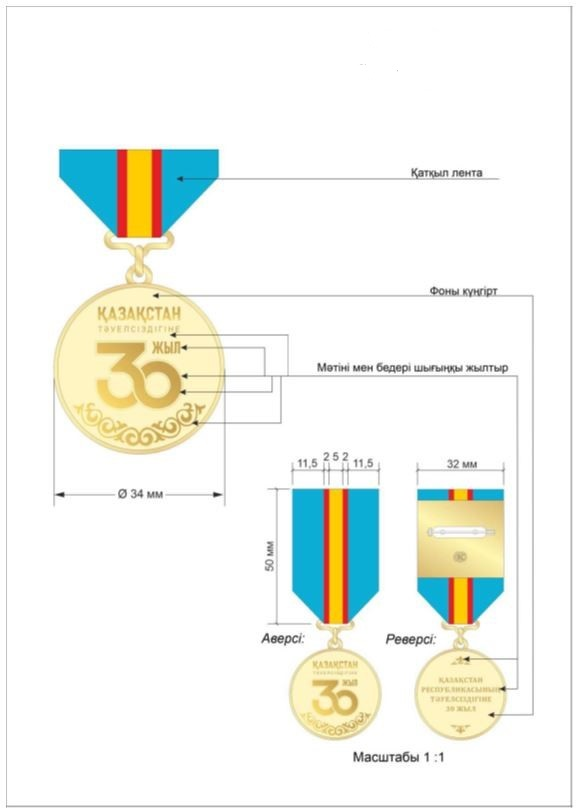 Қатқыл лента
Фоны күңгірт
ҚАЗАҚСТАН
ТӘУЕЛСІЗДІГІНЕ
ЖЫЛ
30
Мәтіні мен бедері шығыңқы жылтыр
Ø 34 мм
11,5 2 5 2 11,5
32 мм
50 мм
Аверсі:
Реверсі:
ҚАЗАҚСТАН
ТӘУЕЛСІЗДІГІНЕ
ЖЫЛ
30
ҚАЗАҚСТАН
РЕСПУБЛИКАСЫНЫҢ
ТӘУЕЛСІЗДІГІНЕ
30 ЖЫЛ
Масштабы 1 :1